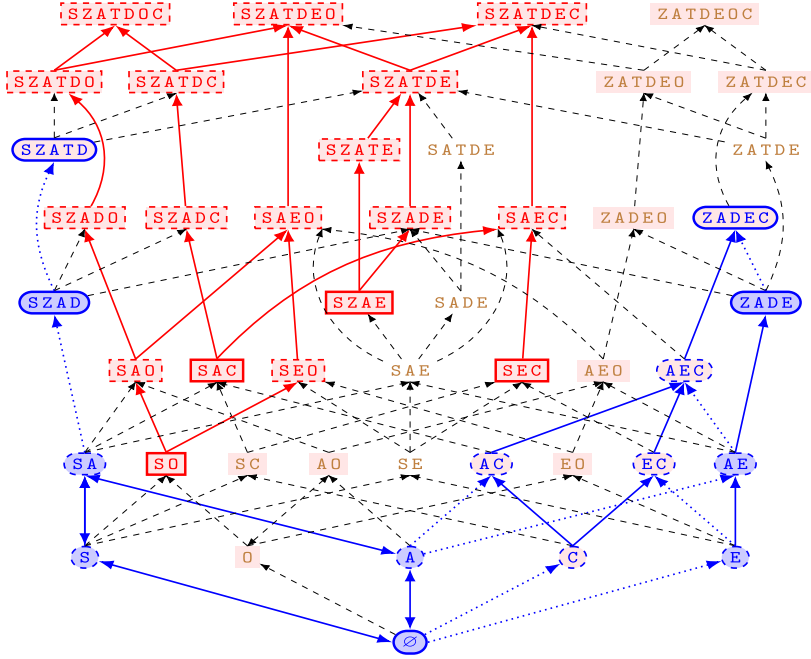 SZATDOC SZATDEO SZATDEC ZATDEOC
SZATDO SZATDC SZATDE ZATDEO ZATDEC
SZATD SZATE SATDE ZATDE
SZADO SZADC SAEO SZADE SAEC ZADEO ZADEC
SZAD SZAE SADE ZADE
SAO SAC SEO SAE SEC AEO AEC
SA SO SC AO SE AC EO EC AE
S O A C E
∅